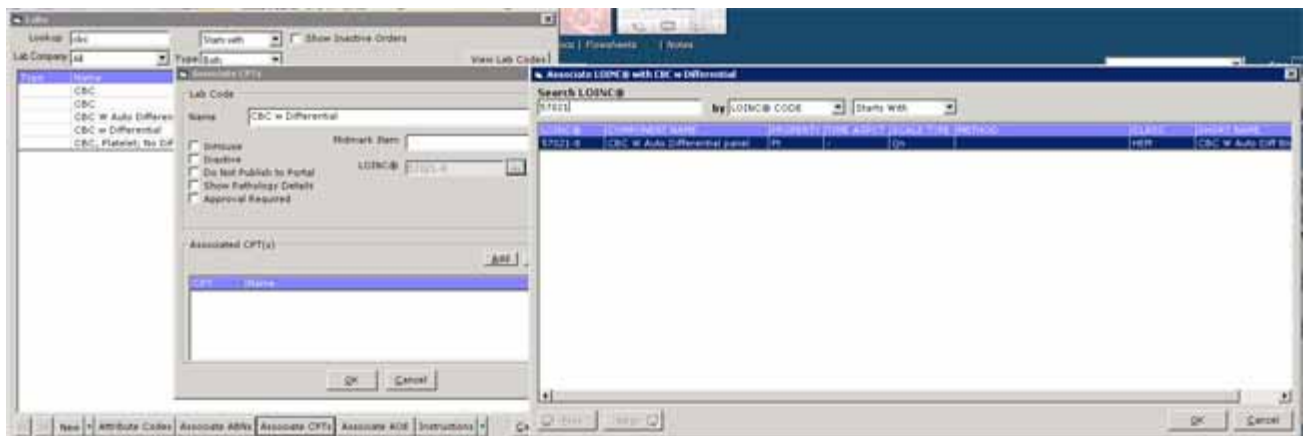 Labs
Lookup cbc Starts with Show Inactive Orders
Lab Company All Type Both View Lab Codes
Type Name
CBC
CBC
CBC W Auto Differen
CBC w Differential
CBC, Platelet; No Dif
Associate CPTs
Lab Code
Name CBC w Differential
InHouse
Inactive
Do Not Publish to Portal
Show Pathology Details
Approval Required
Midmark Item
LOINC® 57021-8
Associated CPT(s)
Add
CPT Name
OK Cancel
New Attribute Codes Associate ABNs Associate CPTs Associate AOE Instructions
Flowsheets | Notes
Associate LOINC® with CBC w Differential
Search LOINC®
57021 by LOINC® CODE Starts With
LOINC® COMPONENT NAME PROPERTY TIME ASPCT SCALE TYPE METHOD CLASS SHORT NAME
57021-8 CBC W Auto Differential panel Pt - Qn HEM CBC W Auto Diff
OK Cancel